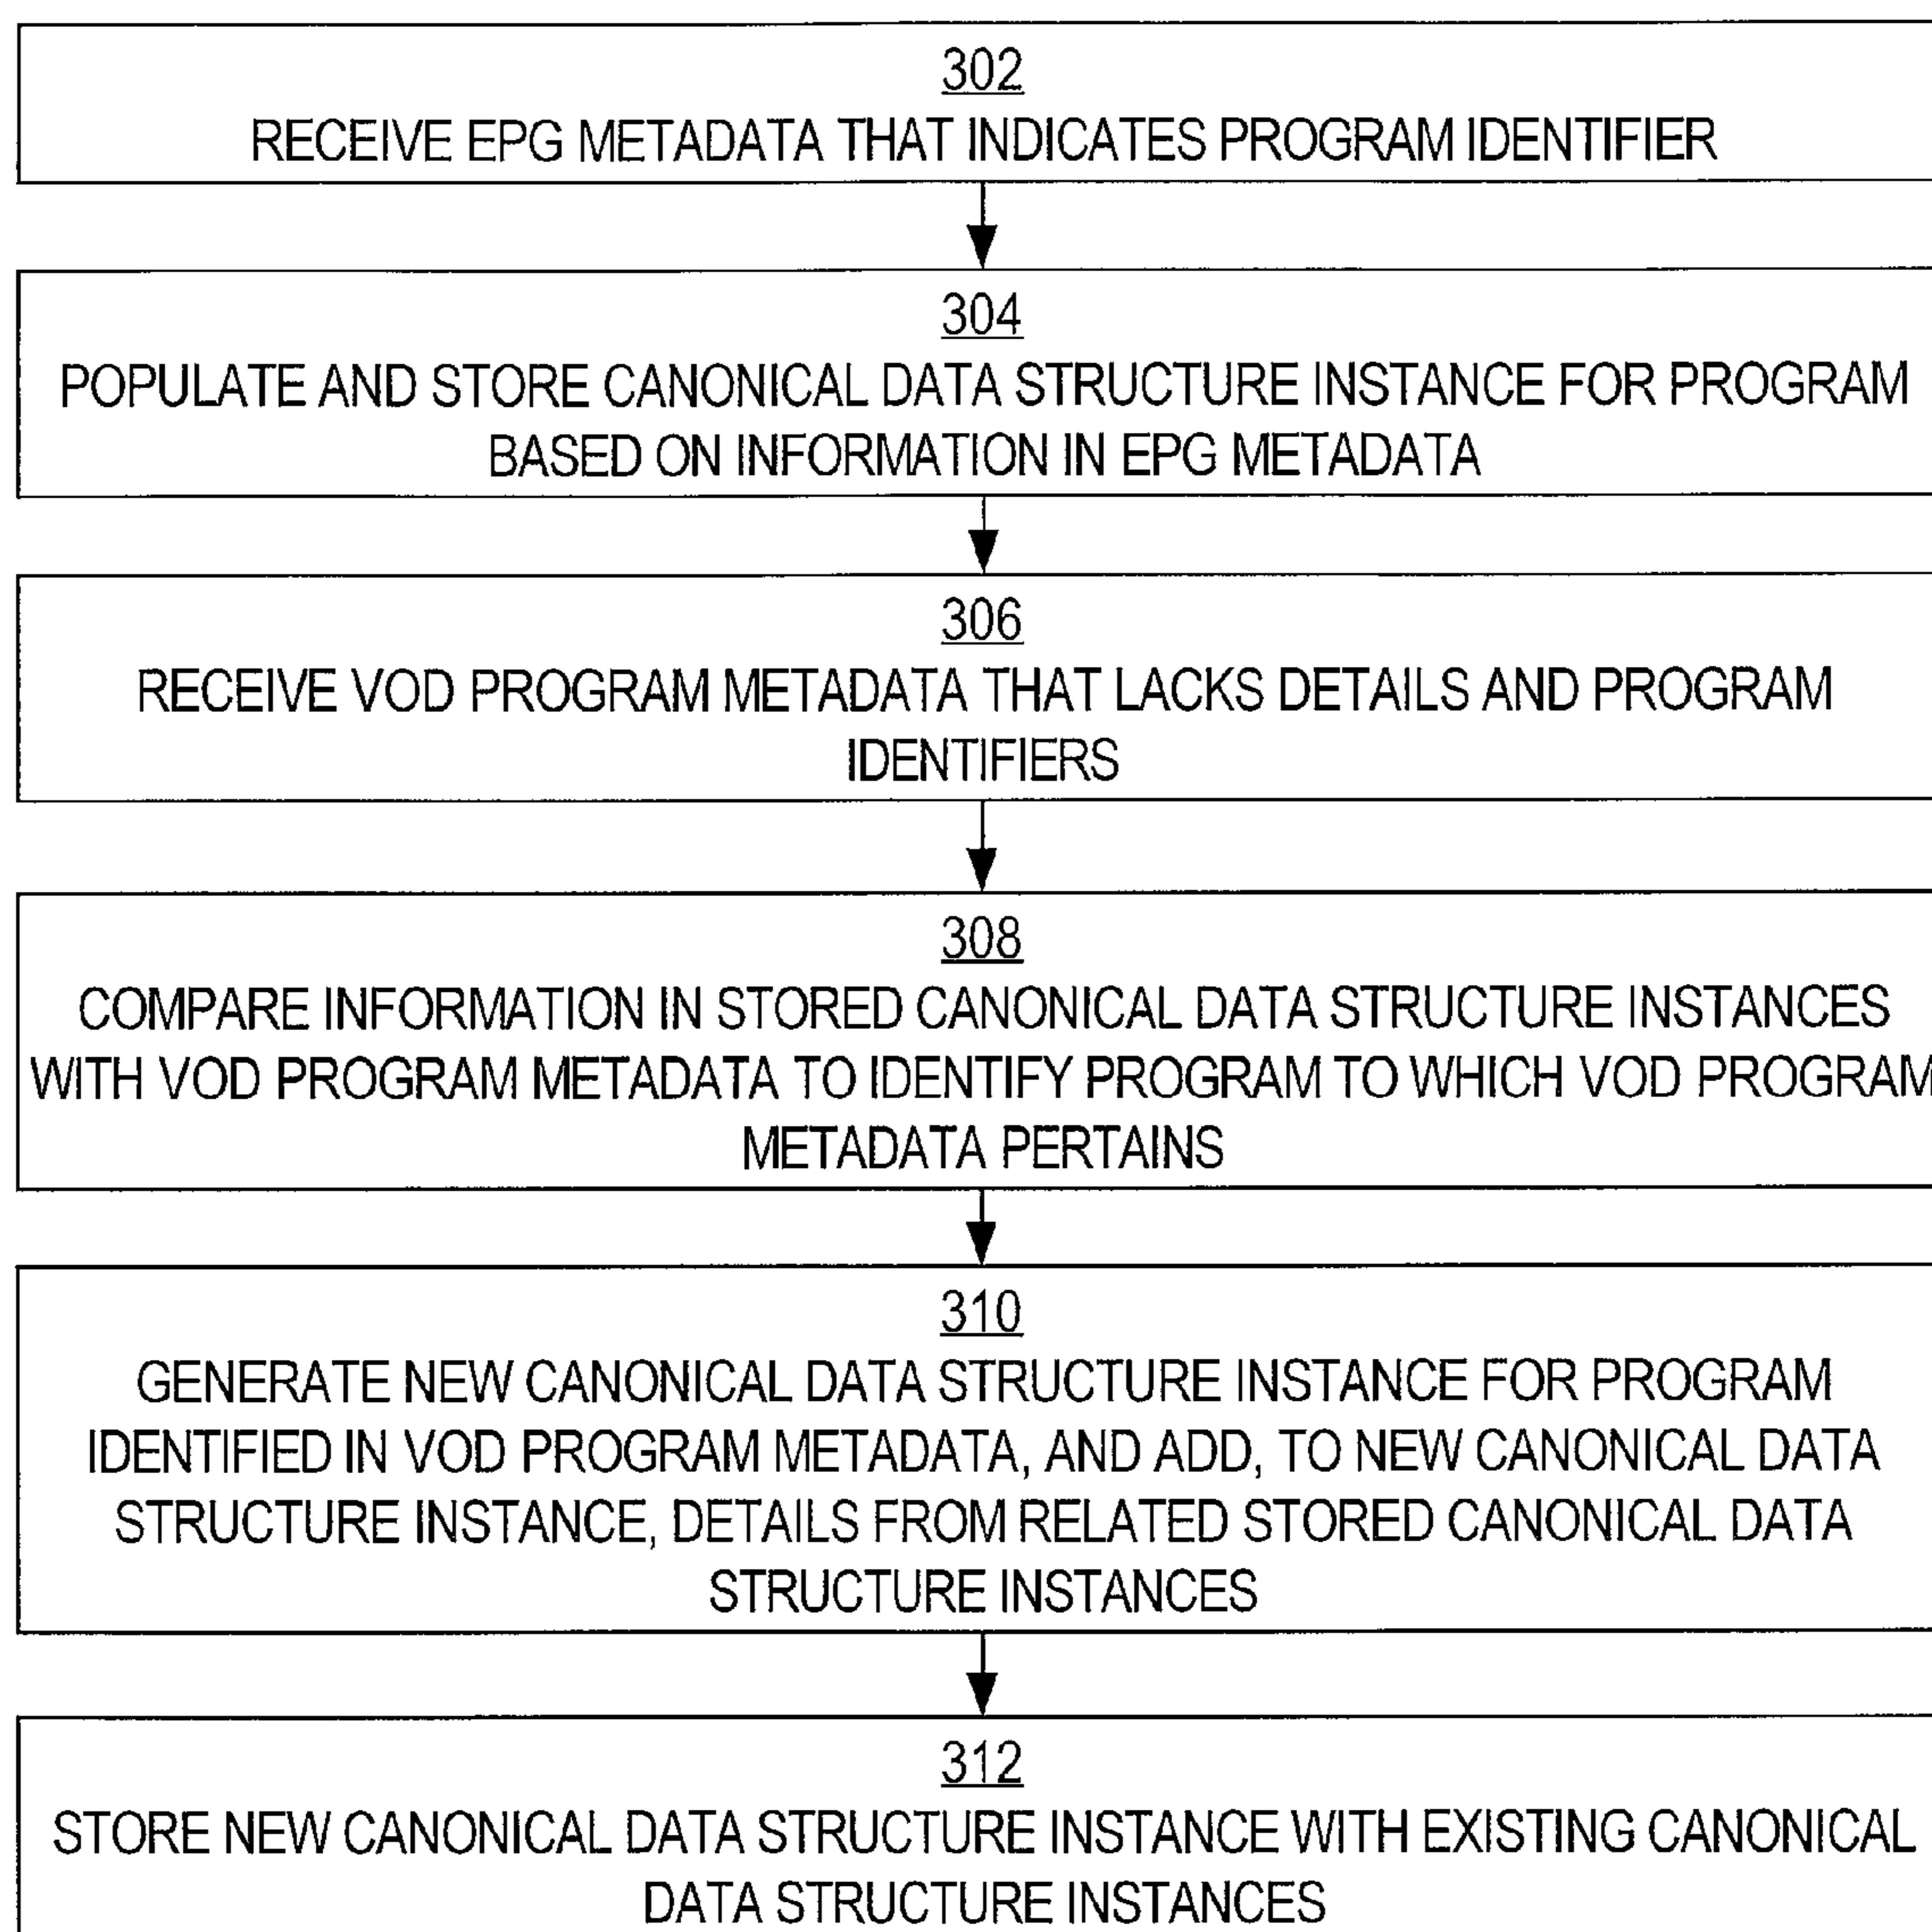 302
RECEIVE EPG METADATA THAT INDICATES PROGRAM IDENTIFIER
304
POPULATE AND STORE CANONICAL DATA STRUCTURE INSTANCE FOR PROGRAM
BASED ON INFORMATION IN EPG METADATA
306
RECEIVE VOD PROGRAM METADATA THAT LACKS DETAILS AND PROGRAM
IDENTIFIERS
308
COMPARE INFORMATION IN STORED CANONICAL DATA STRUCTURE INSTANCES
WITH VOD PROGRAM METADATA TO IDENTIFY PROGRAM TO WHICH VOD PROGRAM
METADATA PERTAINS
310
GENERATE NEW CANONICAL DATA STRUCTURE INSTANCE FOR PROGRAM
IDENTIFIED IN VOD PROGRAM METADATA, AND ADD, TO NEW CANONICAL DATA
STRUCTURE INSTANCE, DETAILS FROM RELATED STORED CANONICAL DATA
STRUCTURE INSTANCES
312
STORE NEW CANONICAL DATA STRUCTURE INSTANCE WITH EXISTING CANONICAL
DATA STRUCTURE INSTANCES